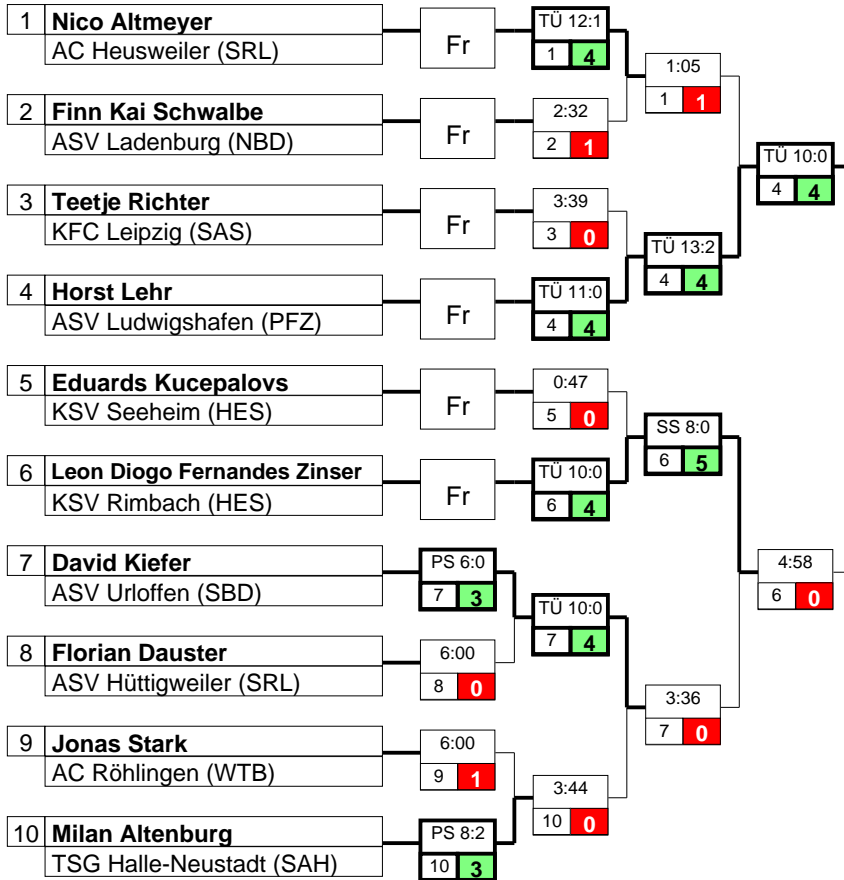 1 Nico Altmeyer
AC Heusweiler (SRL)
Fr
TÜ 12:1
1 4
1:05
1 1
2 Finn Kai Schwalbe
ASV Ladenburg (NBD)
Fr
2:32
2 1
TÜ 10:0
4 4
3 Teetje Richter
KFC Leipzig (SAS)
Fr
3:39
3 0
TÜ 13:2
4 4
4 Horst Lehr
ASV Ludwigshafen (PFZ)
Fr
TÜ 11:0
4 4
5 Eduards Kucepalovs
KSV Seeheim (HES)
Fr
0:47
5 0
SS 8:0
6 5
6 Leon Diogo Fernandes Zinser
KSV Rimbach (HES)
Fr
TÜ 10:0
6 4
7 David Kiefer
ASV Urloffen (SBD)
PS 6:0
7 3
4:58
6 0
TÜ 10:0
7 4
8 Florian Dauster
ASV Hüttigweiler (SRL)
6:00
8 0
3:36
7 0
9 Jonas Stark
AC Röhlingen (WTB)
6:00
9 1
3:44
10 0
10 Milan Altenburg
TSG Halle-Neustadt (SAH)
PS 8:2
10 3